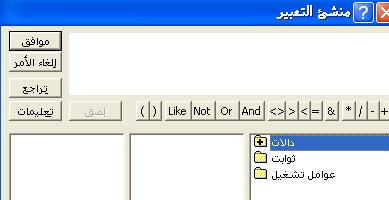 منشئ التعبير
موافق
إلغاء الأمر
تراجع
تعليمات
لصق
( ) Like Not Or And <> > < = & * / - +
دالات
ثوابت
عوامل تشغيل